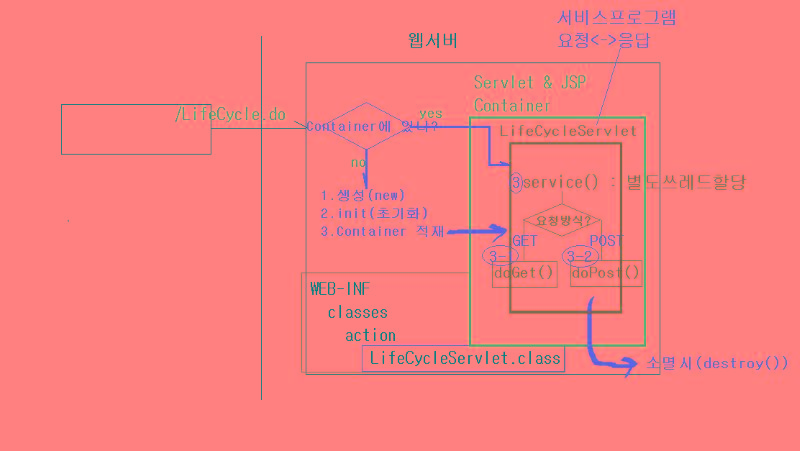 서비스프로그램
요청<->응답
웹서버
Servlet & JSP
Container
/LifeCycle.do
yes
Container에 있나?
LifeCycleServlet
no
3service() : 별도쓰레드할당
1.생성(new)
2.init(초기화)
3.Container 적재
요청방식?
GET
POST
3-1
3-2
doGet()
doPost()
WEB-INF
classes
action
LifeCycleServlet.class
소멸시(destroy())